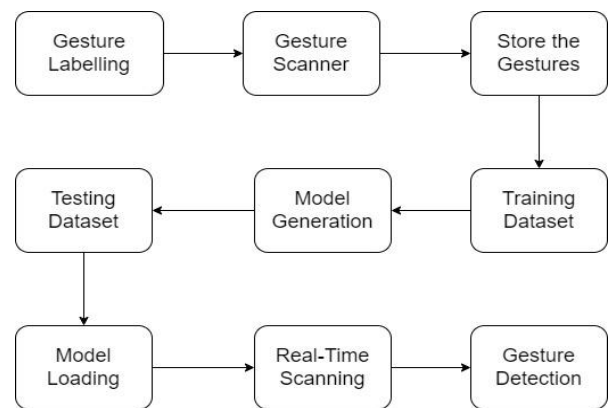 Gesture
Labelling
Gesture
Scanner
Store the
Gestures
Testing
Dataset
Model
Generation
Training
Dataset
Model
Loading
Real-Time
Scanning
Gesture
Detection